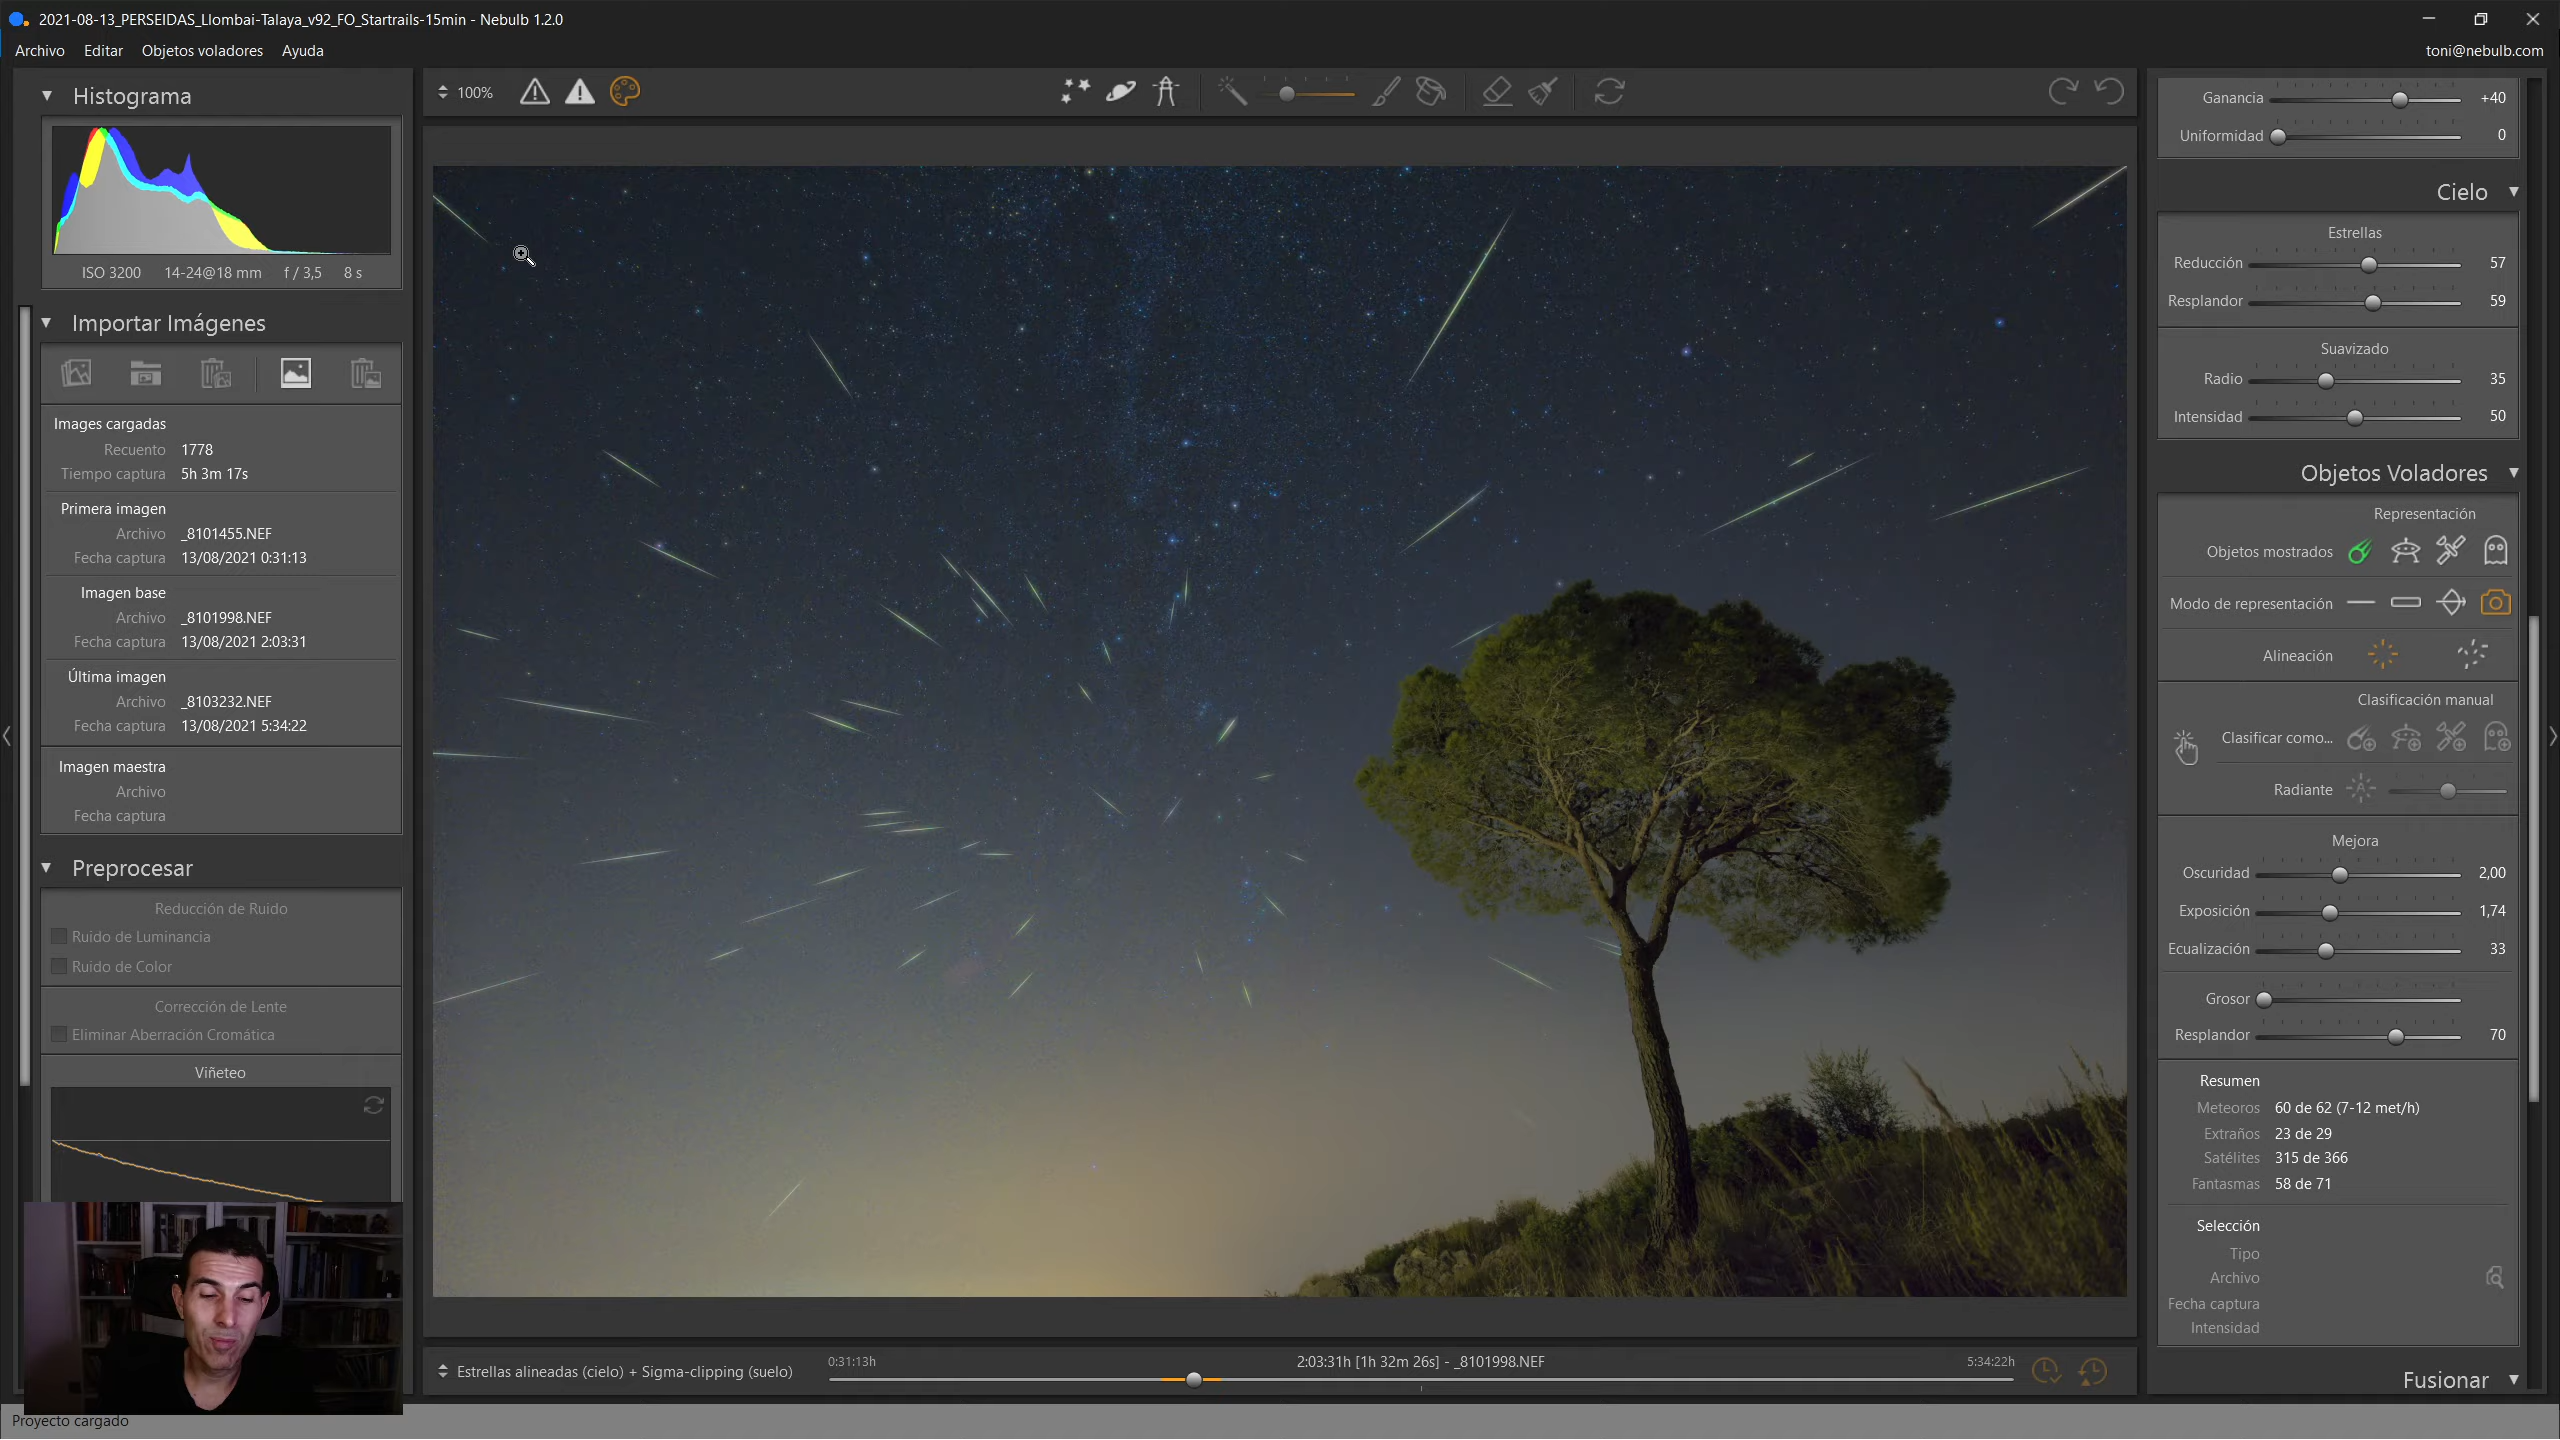 2021-08-13_PERSEIDAS_Llombai-Talaya_v92_FO_Startrails-15min - Nebulb 1.2.0
Archivo Editar Objetos voladores Ayuda
toni@nebulb.com
Histograma
ISO 3200 14-24@18 mm f / 3,5 8 s
Importar Imágenes
Images cargadas
Recuento 1778
Tiempo captura 5h 3m 17s
Primera imagen
Archivo _8101455.NEF
Fecha captura 13/08/2021 0:31:13
Imagen base
Archivo _8101998.NEF
Fecha captura 13/08/2021 2:03:31
Última imagen
Archivo _8103232.NEF
Fecha captura 13/08/2021 5:34:22
Imagen maestra
Archivo
Fecha captura
Preprocesar
Reducción de Ruido
Ruido de Luminancia
Ruido de Color
Corrección de Lente
Eliminar Aberración Cromática
Viñeteo
Proyecto cargado
100%
Estrellas alineadas (cielo) + Sigma-clipping (suelo)
0:31:13h
2:03:31h [1h 32m 26s] - _8101998.NEF
5:34:22h
Ganancia +40
Uniformidad 0
Cielo
Estrellas
Reducción 57
Resplandor 59
Suavizado
Radio 35
Intensidad 50
Objetos Voladores
Representación
Objetos mostrados
Modo de representación
Alineación
Clasificación manual
Clasificar como...
Radiante
Mejora
Oscuridad 2,00
Exposición 1,74
Ecualización 33
Grosor
Resplandor 70
Resumen
Meteoros 60 de 62 (7-12 met/h)
Extraños 23 de 29
Satélites 315 de 366
Fantasmas 58 de 71
Selección
Tipo
Archivo
Fecha captura
Intensidad
Fusionar